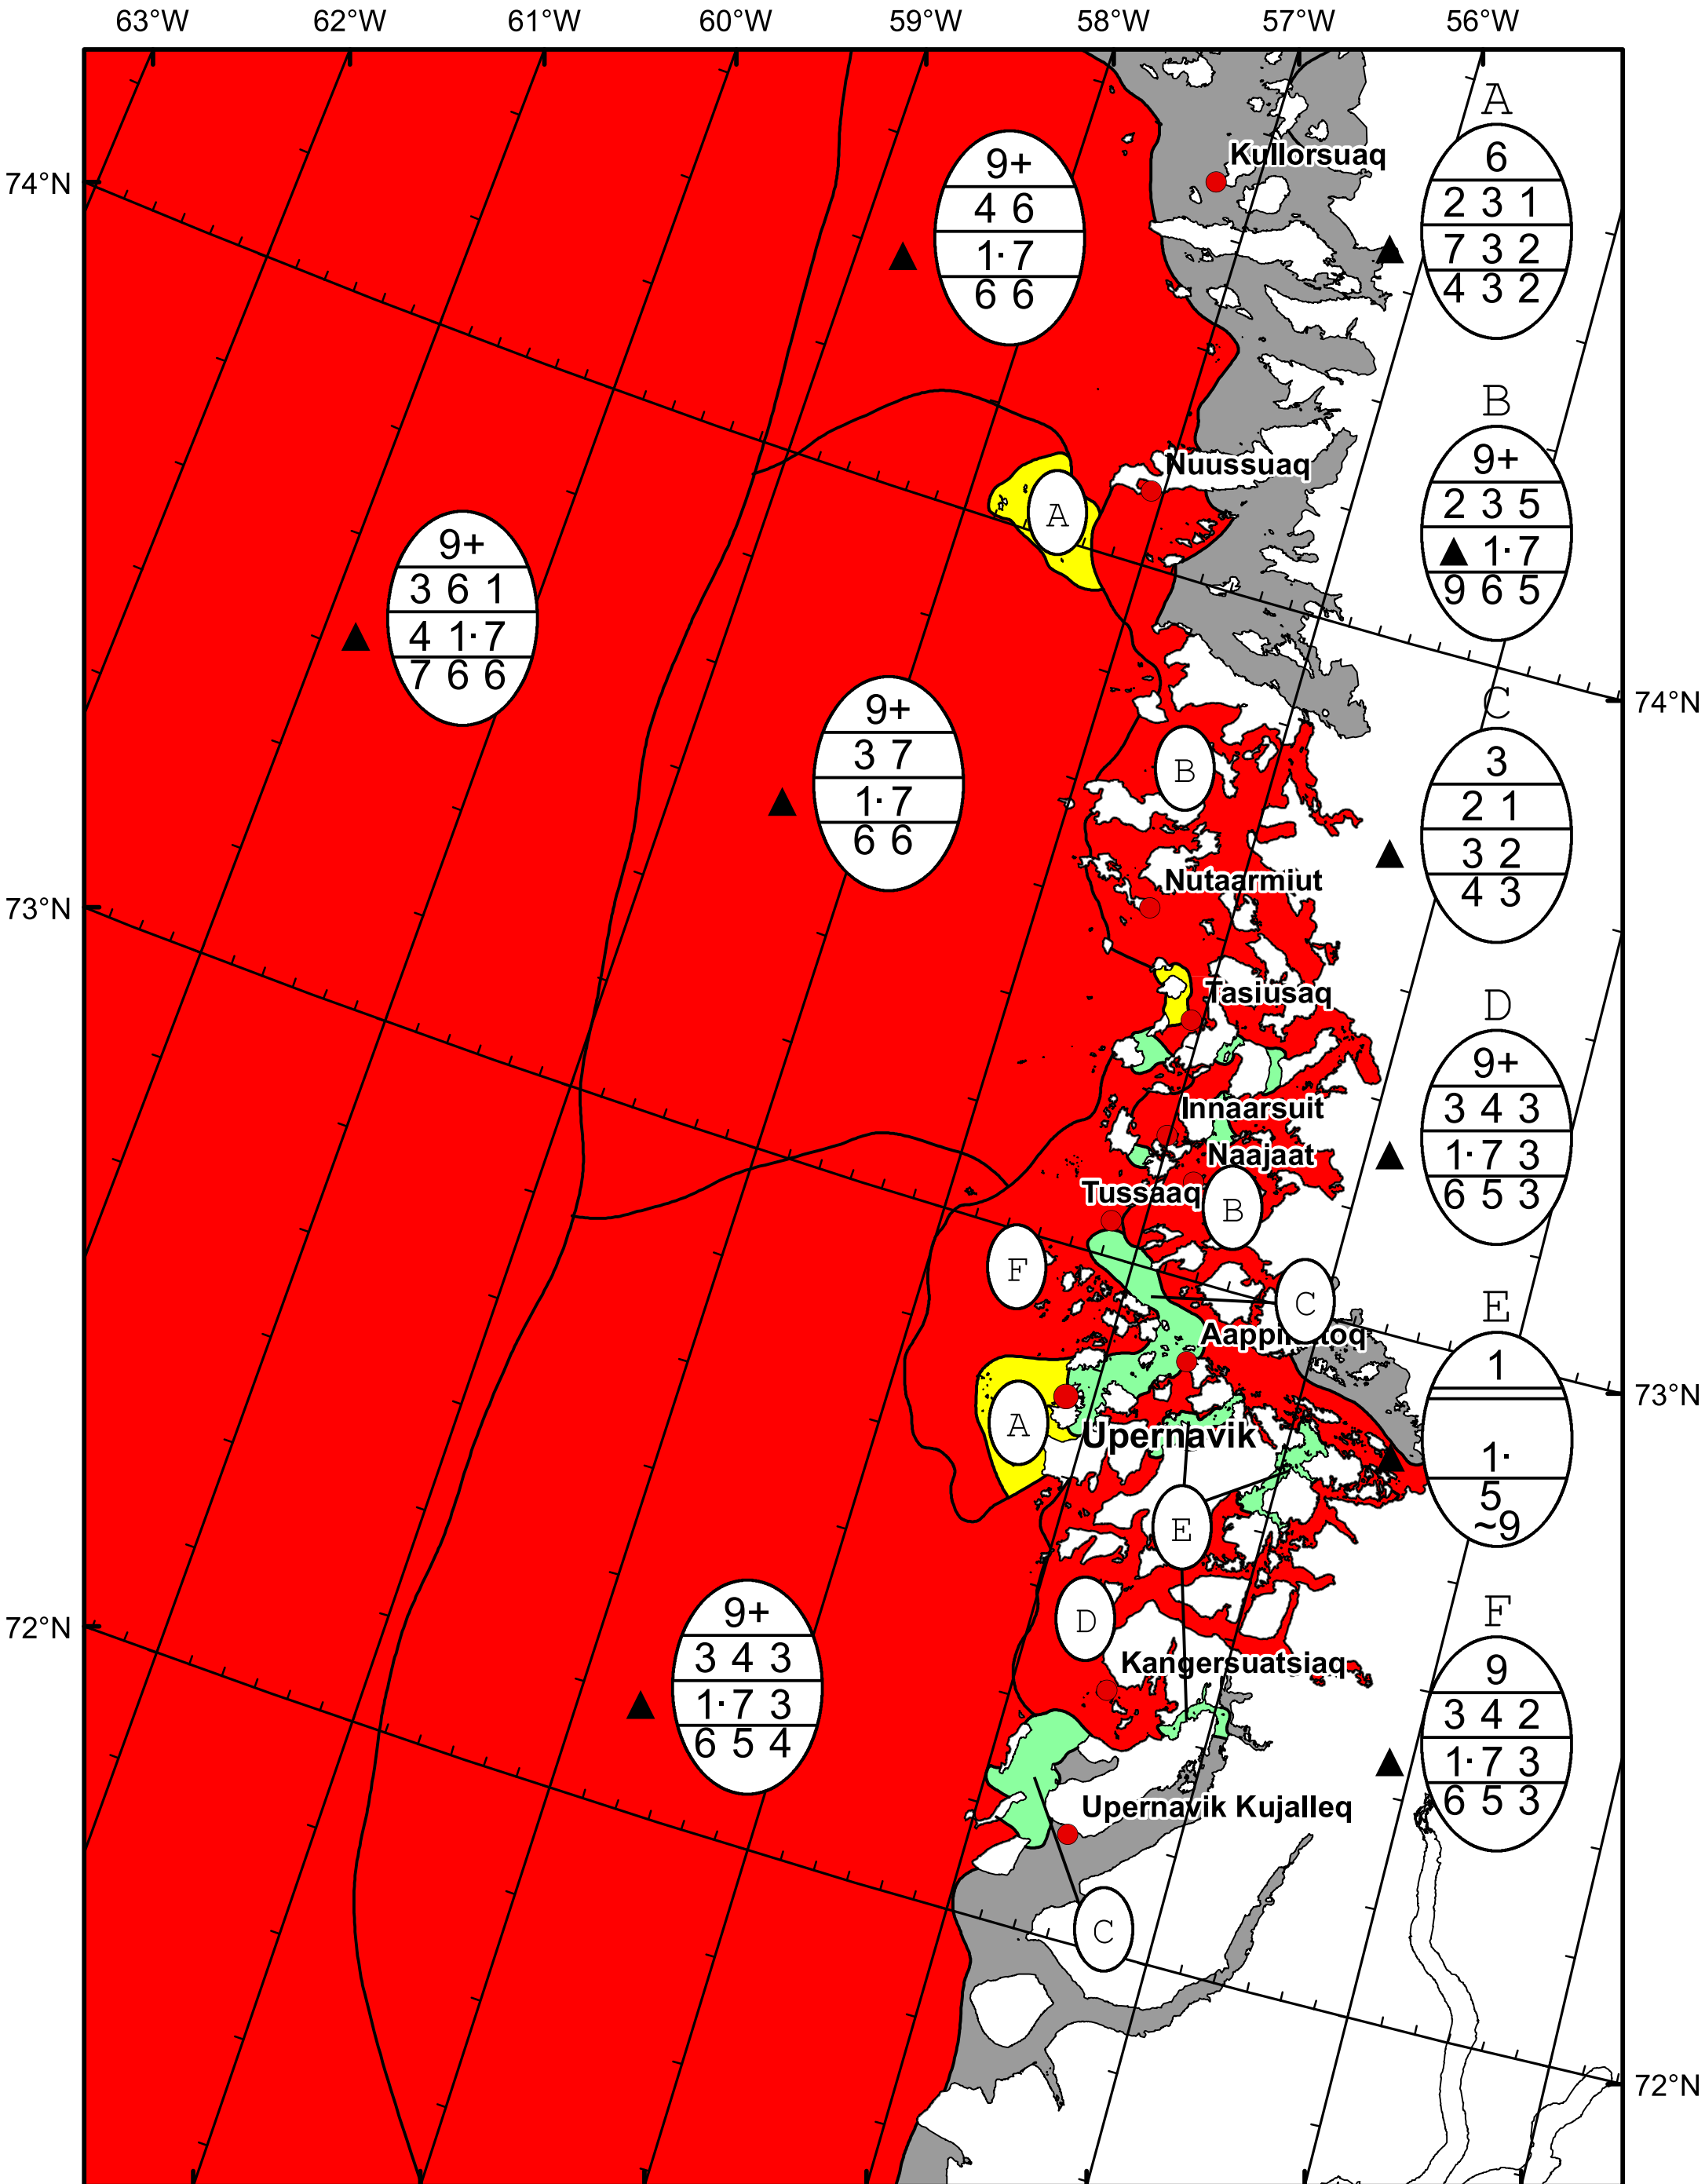 63°W 62°W 61°W 60°W 59°W 58°W 57°W 56°W
74°N
73°N
72°N
74°N
73°N
72°N
9+
4 6
1· 7
6 6
9+
3 6 1
4 1· 7
7 6 6
9+
3 7
1· 7
6 6
9+
3 4 3
1· 7 3
6 5 4
Kullorsuaq
Nuussuaq
A
B
Nutaarmiut
Tasiusaq
Innaarsuit
Naajaat
Tussaaq
B
F
C
Aappilattoq
A
Upernavik
E
D
Kangersuatsiaq
Upernavik Kujalleq
C
A
6
2 3 1
7 3 2
4 3 2
B
9+
2 3 5
▲ 1· 7
9 6 5
C
3
2 1
3 2
4 3
D
9+
3 4 3
1· 7 3
6 5 3
E
1
1·
5
~9
F
9
3 4 2
1· 7 3
6 5 3